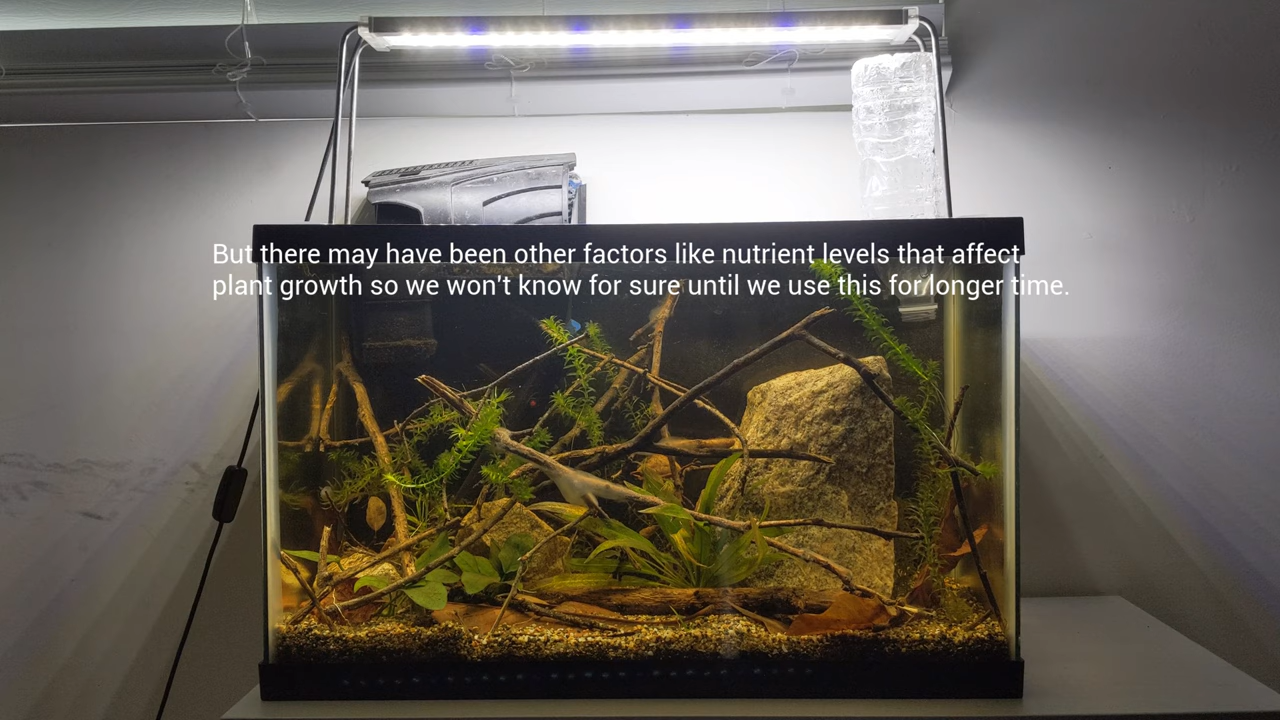 But there may have been other factors like nutrient levels that affect
plant growth so we won't know for sure until we use this for longer time.